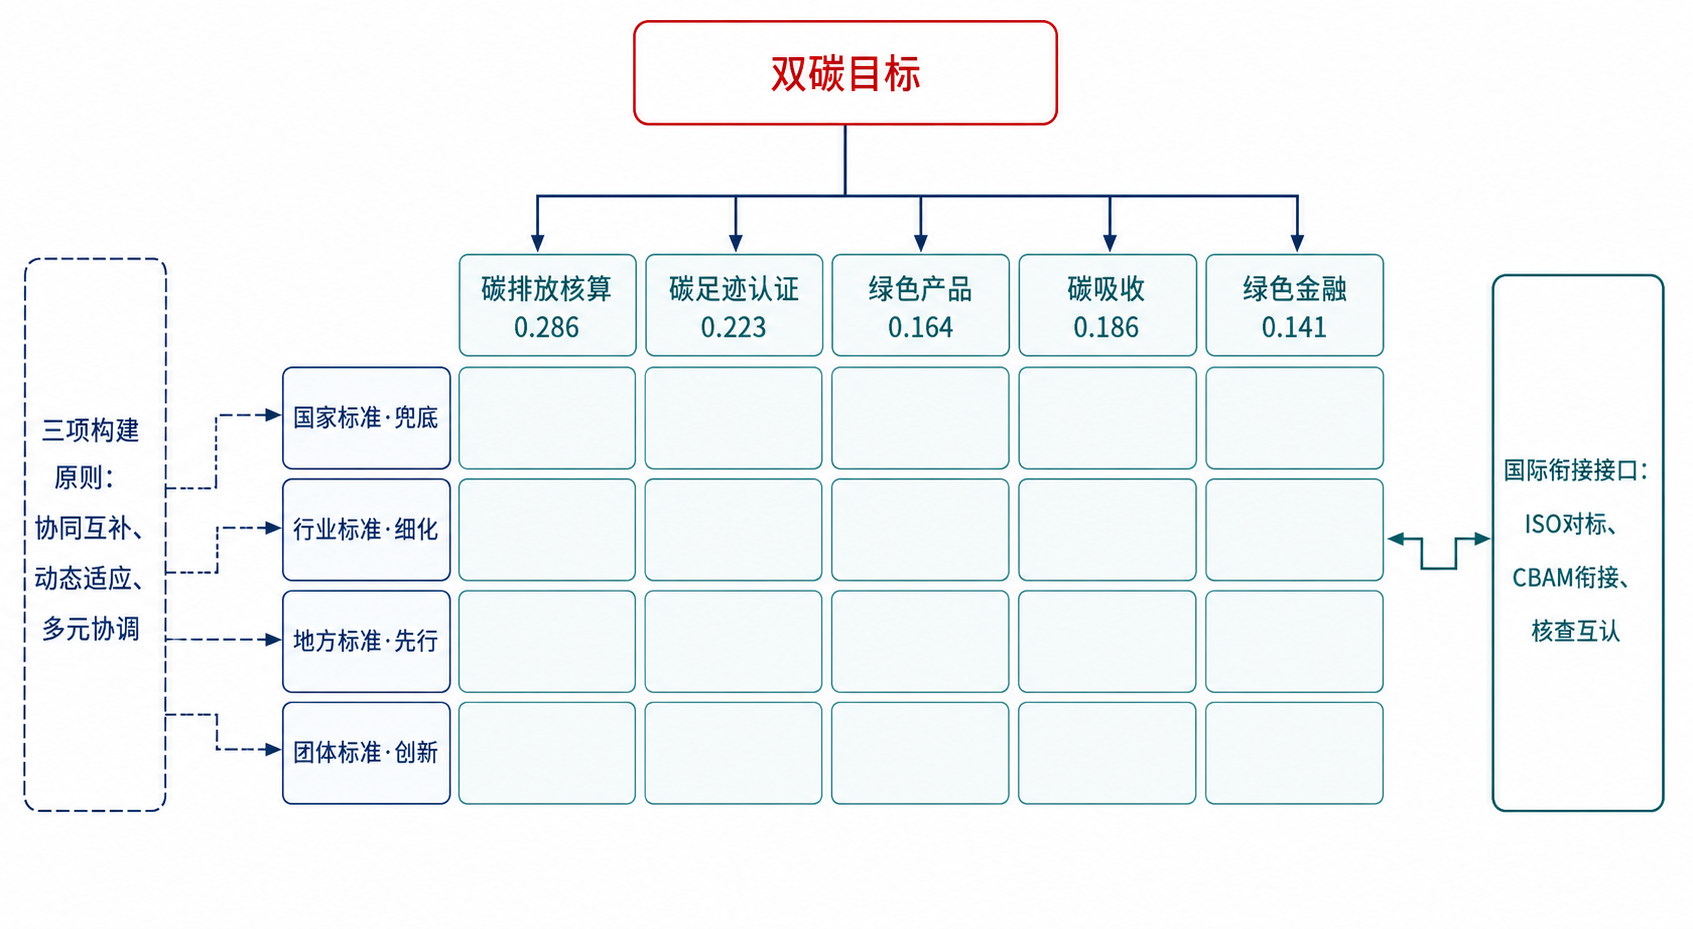 双碳目标
碳排放核算
0.286
碳足迹认证
0.223
绿色产品
0.164
碳吸收
0.186
绿色金融
0.141
三项构建
原则：
协同互补、
动态适应、
多元协调
国家标准·兜底
行业标准·细化
地方标准·先行
团体标准·创新
国际衔接接口：
ISO对标、
CBAM衔接、
核查互认